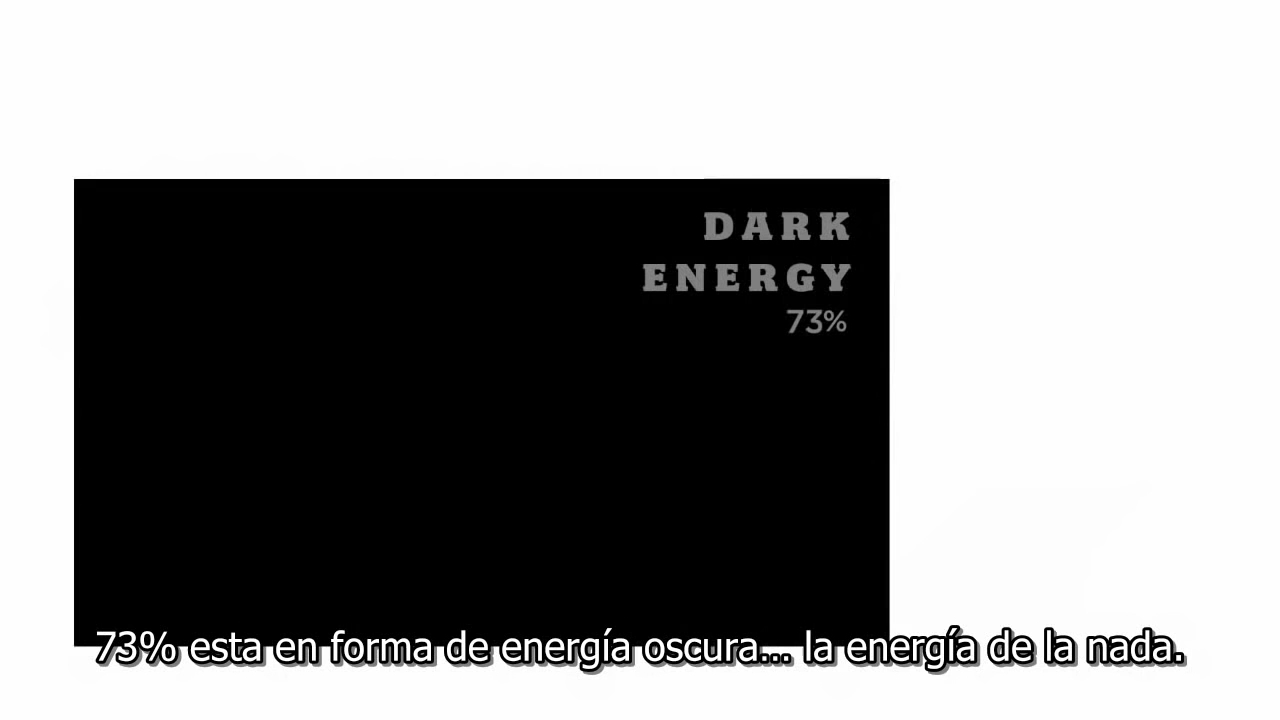 DARK
ENERGY
73%
73% esta en forma de energía oscura... la energía de la nada.